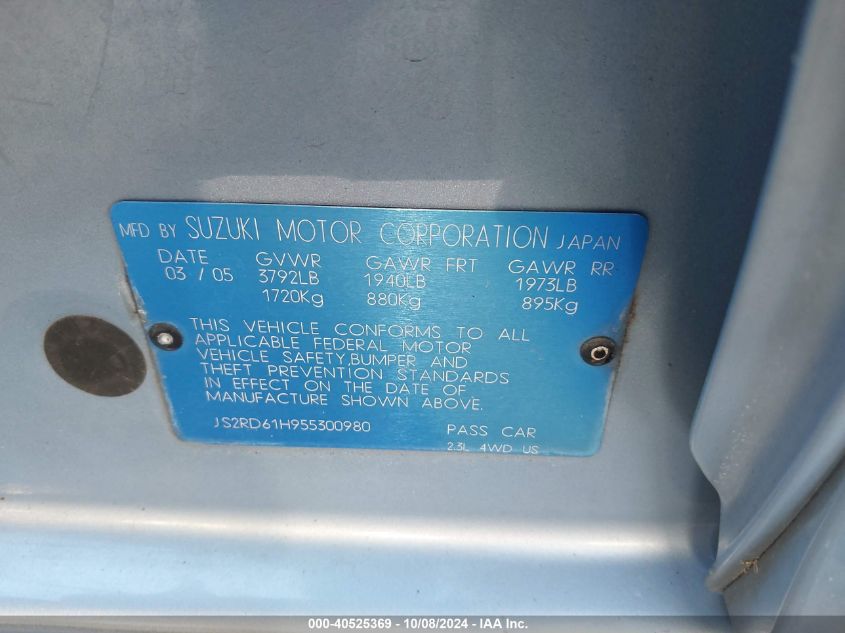 MFD BY SUZUKI MOTOR CORPORATION JAPAN
DATE GVWR GAWR FRT GAWR RR
03 / 05 3792LB 1940LB 1973LB
1720Kg 880Kg 895Kg
THIS VEHICLE CONFORMS TO ALL
APPLICABLE FEDERAL MOTOR
VEHICLE SAFETY,BUMPER AND
THEFT PREVENTION STANDARDS
IN EFFECT ON THE DATE OF
MANUFACTURE SHOWN ABOVE.
JS2RD61H955300980 PASS CAR
2.3L 4WD US
000-40525369 - 10/08/2024 - IAA Inc.